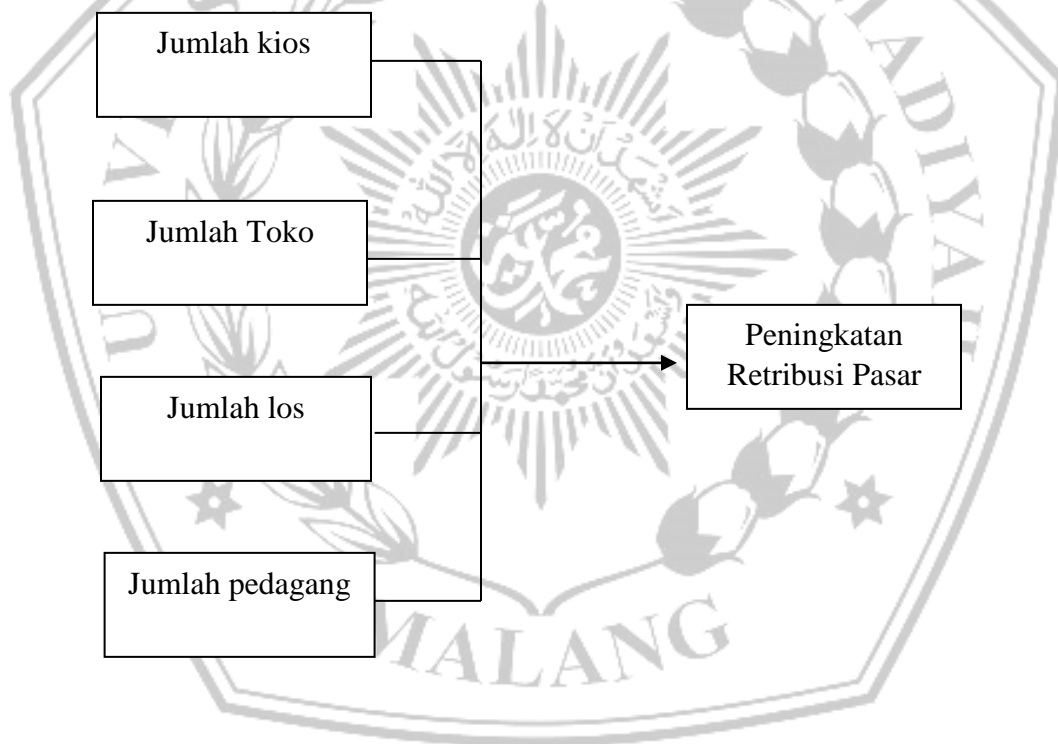 Jumlah kios
Jumlah Toko
Jumlah los
Jumlah pedagang
Peningkatan
Retribusi Pasar
MALANG